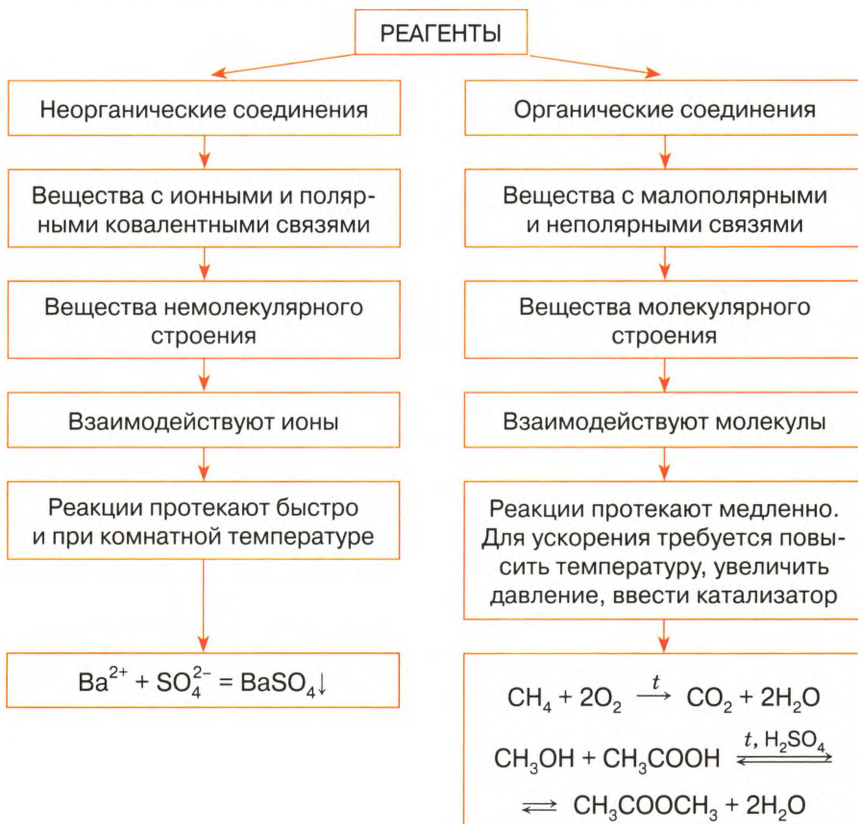 РЕАГЕНТЫ
Неорганические соединения
Вещества с ионными и поляр-
ными ковалентными связями
Вещества немолекулярного
строения
Взаимодействуют ионы
Реакции протекают быстро
и при комнатной температуре
Ba²⁺ + SO₄²⁻ = BaSO₄↓
Органические соединения
Вещества с малополярными
и неполярными связями
Вещества молекулярного
строения
Взаимодействуют молекулы
Реакции протекают медленно.
Для ускорения требуется повы-
сить температуру, увеличить
давление, ввести катализатор
CH₄ + 2O₂ —t→ CO₂ + 2H₂O
CH₃OH + CH₃COOH ⇌ t, H₂SO₄
⇌ CH₃COOCH₃ + 2H₂O